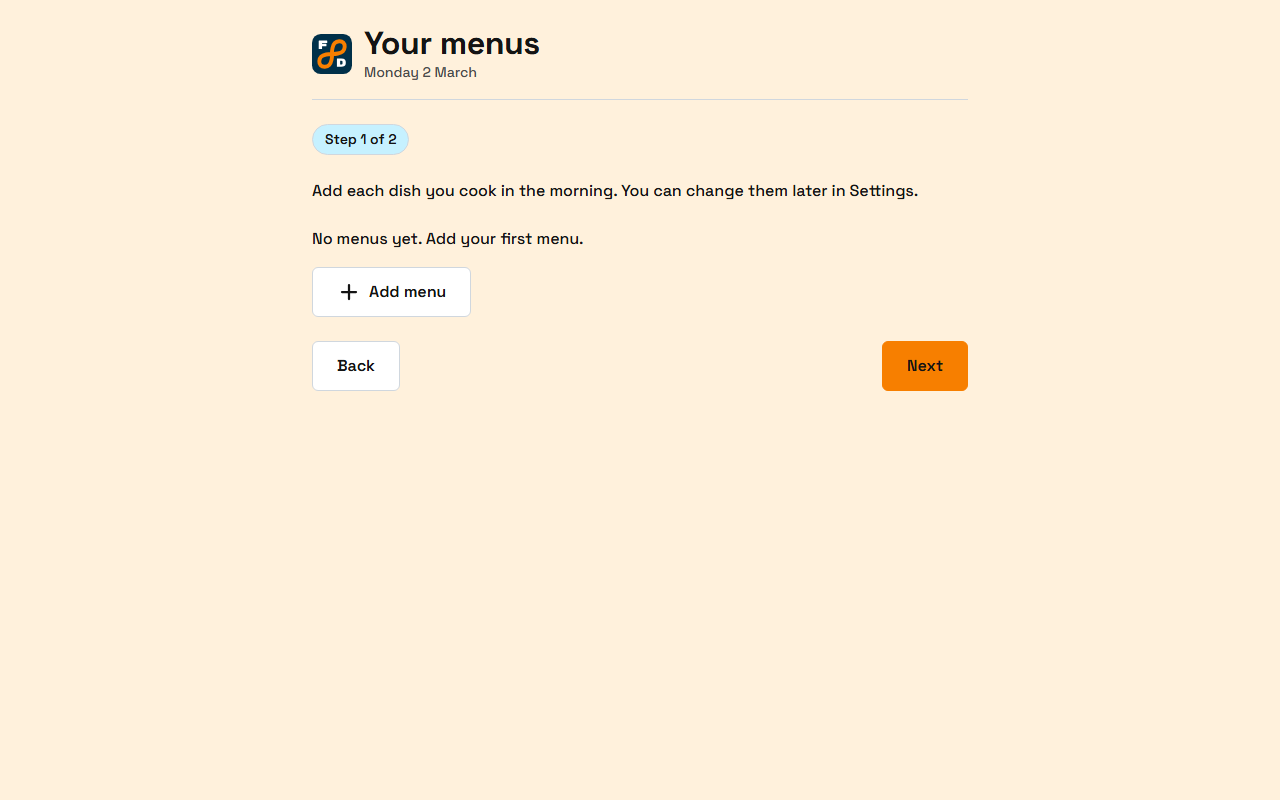 F
D
Your menus
Monday 2 March
Step 1 of 2
Add each dish you cook in the morning. You can change them later in Settings.
No menus yet. Add your first menu.
Add menu
Back
Next